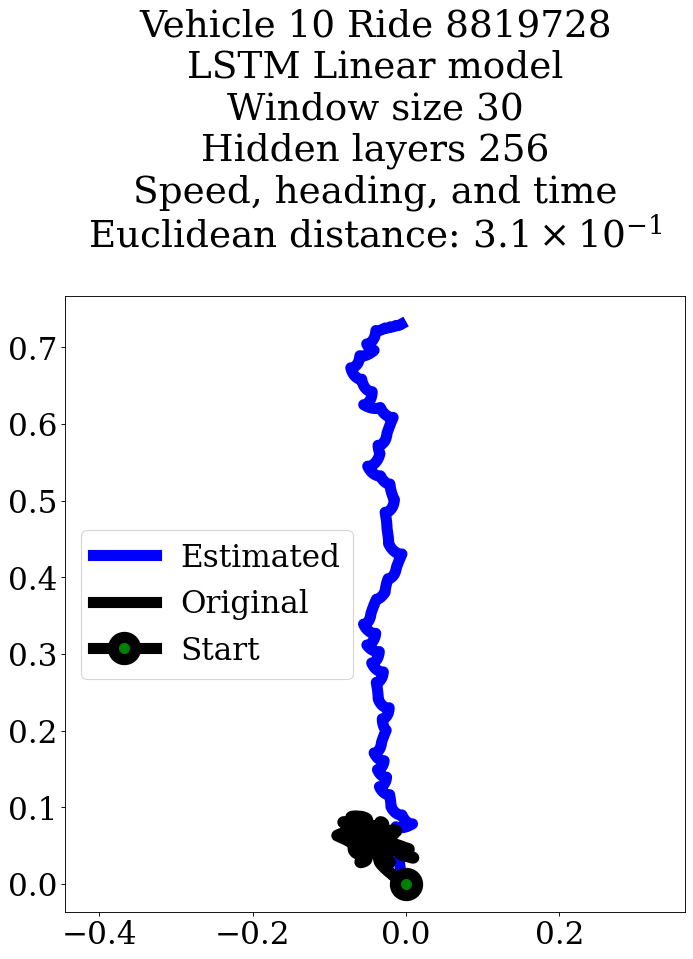 Vehicle 10 Ride 8819728
LSTM Linear model
Window size 30
Hidden layers 256
Speed, heading, and time
Euclidean distance: 3.1 × 10⁻¹
0.7
0.6
0.5
0.4
0.3
0.2
0.1
0.0
Estimated
Original
Start
−0.4
−0.2
0.0
0.2